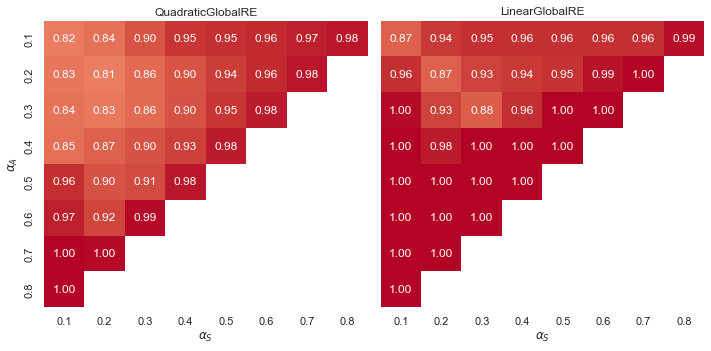 QuadraticGlobalRE
LinearGlobalRE
α_A
0.1 0.82 0.84 0.90 0.95 0.95 0.96 0.97 0.98 0.87 0.94 0.95 0.96 0.96 0.96 0.96 0.99
0.2 0.83 0.81 0.86 0.90 0.94 0.96 0.98 0.96 0.87 0.93 0.94 0.95 0.99 1.00
0.3 0.84 0.83 0.86 0.90 0.95 0.98 1.00 0.93 0.88 0.96 1.00 1.00
0.4 0.85 0.87 0.90 0.93 0.98 1.00 0.98 1.00 1.00 1.00
0.5 0.96 0.90 0.91 0.98 1.00 1.00 1.00 1.00
0.6 0.97 0.92 0.99 1.00 1.00 1.00
0.7 1.00 1.00 1.00 1.00
0.8 1.00 1.00
0.1 0.2 0.3 0.4 0.5 0.6 0.7 0.8 0.1 0.2 0.3 0.4 0.5 0.6 0.7 0.8
α_S α_S